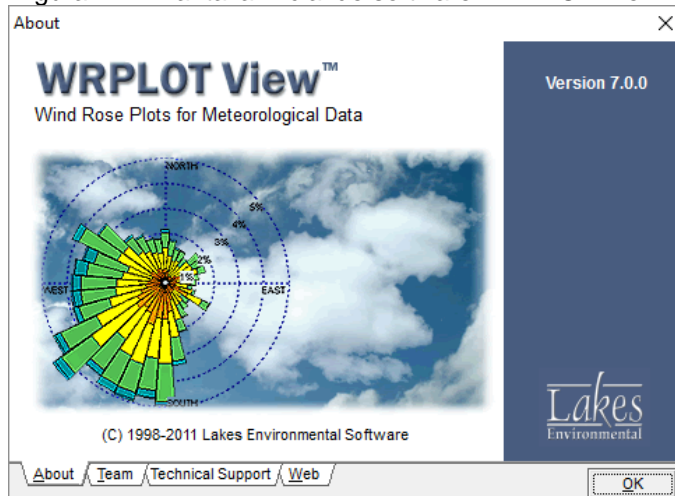 About
WRPLOT View™
Wind Rose Plots for Meteorological Data
Version 7.0.0
NORTH
5%
4%
3%
2%
1%
WEST
EAST
SOUTH
Lakes
Environmental
(C) 1998-2011 Lakes Environmental Software
About
Team
Technical Support
Web
OK